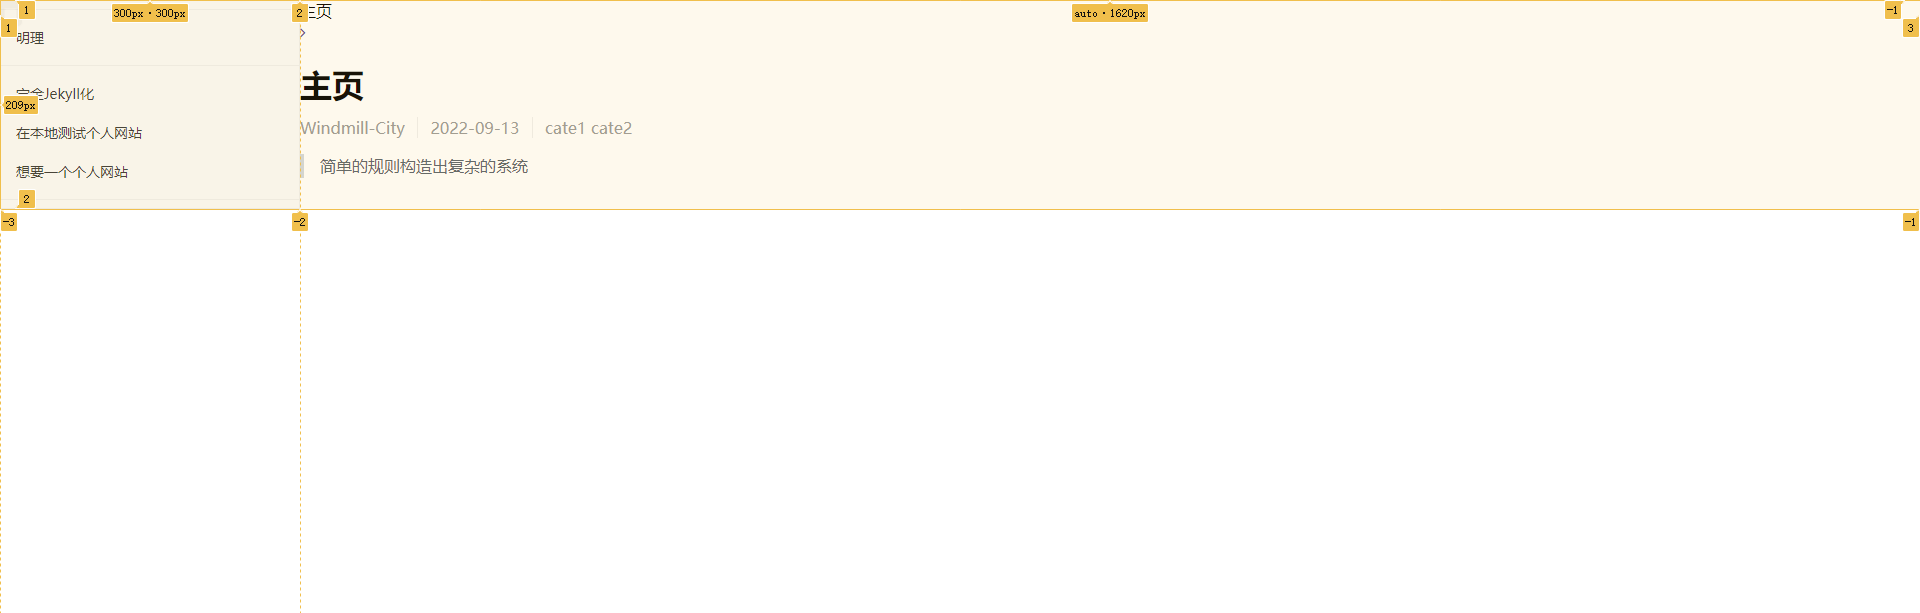 1
300px·300px
2
主页
auto·1620px
-1
1
明理
3
主页
完全Jekyll化
209px
Windmill-City
2022-09-13
cate1 cate2
在本地测试个人网站
简单的规则构造出复杂的系统
想要一个个人网站
2
-3
-2
-1